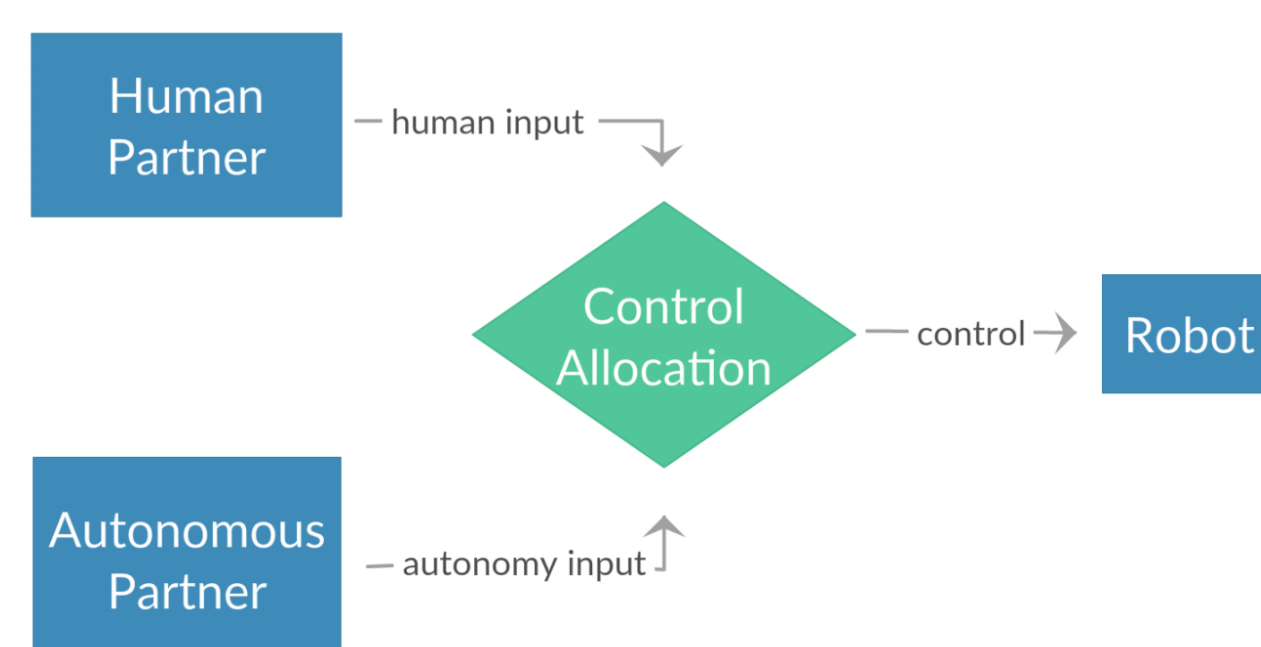 Human
Partner
human input
Control
Allocation
control
Robot
Autonomous
Partner
autonomy input